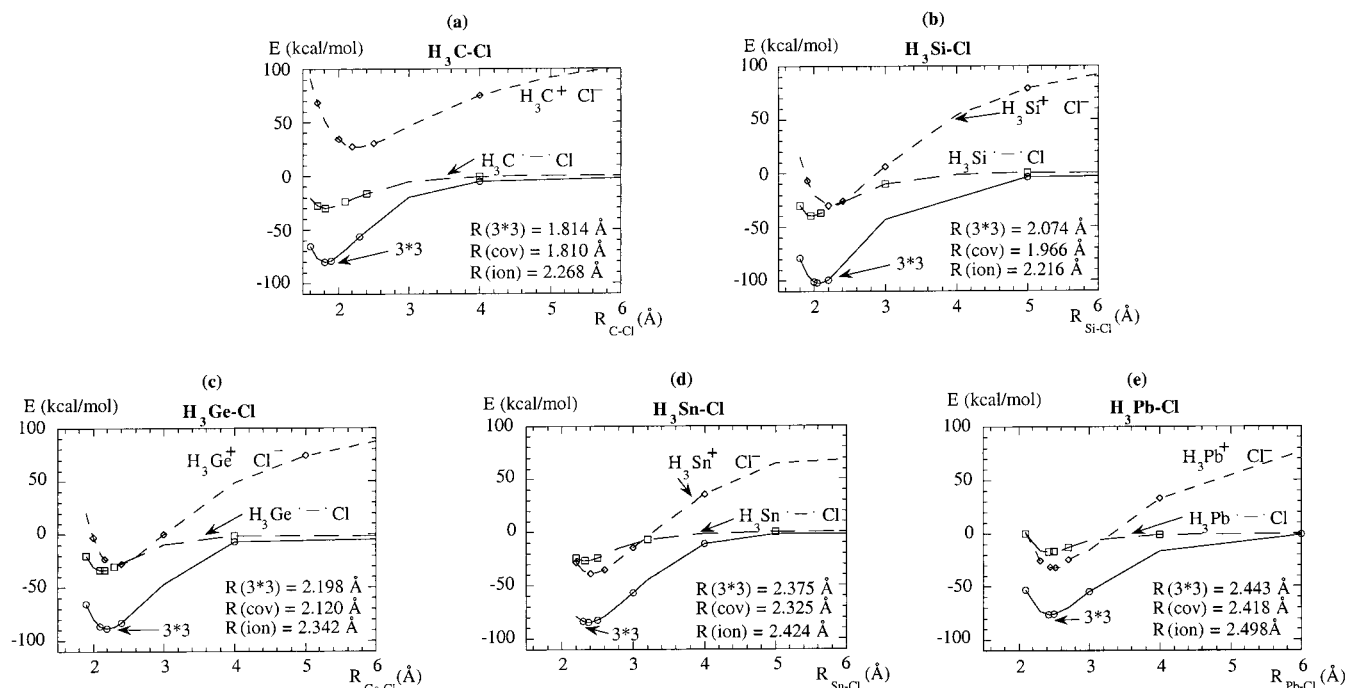 (a)
E (kcal/mol)
H3C-Cl
100
50
0
-50
-100
H3C+ Cl−
H3C · — · Cl
3*3
R(3*3) = 1.814 Å
R(cov) = 1.810 Å
R(ion) = 2.268 Å
2 3 4 5 6
R C-Cl (Å)
(b)
E (kcal/mol)
H3Si-Cl
100
50
0
-50
-100
H3Si+ Cl−
H3Si · — · Cl
3*3
R(3*3) = 2.074 Å
R(cov) = 1.966 Å
R(ion) = 2.216 Å
2 3 4 5 6
R Si-Cl (Å)
(c)
E (kcal/mol)
H3Ge-Cl
100
50
0
-50
-100
H3Ge+ Cl−
H3Ge · — · Cl
3*3
R(3*3) = 2.198 Å
R(cov) = 2.120 Å
R(ion) = 2.342 Å
2 3 4 5 6
R Ge-Cl (Å)
(d)
E (kcal/mol)
H3Sn-Cl
100
50
0
-50
-100
H3Sn+ Cl−
H3Sn · — · Cl
3*3
R(3*3) = 2.375 Å
R(cov) = 2.325 Å
R(ion) = 2.424 Å
2 3 4 5 6
R Sn-Cl (Å)
(e)
E (kcal/mol)
H3Pb-Cl
100
50
0
-50
-100
H3Pb+ Cl−
H3Pb · — · Cl
3*3
R(3*3) = 2.443 Å
R(cov) = 2.418 Å
R(ion) = 2.498Å
2 3 4 5 6
R Pb-Cl (Å)